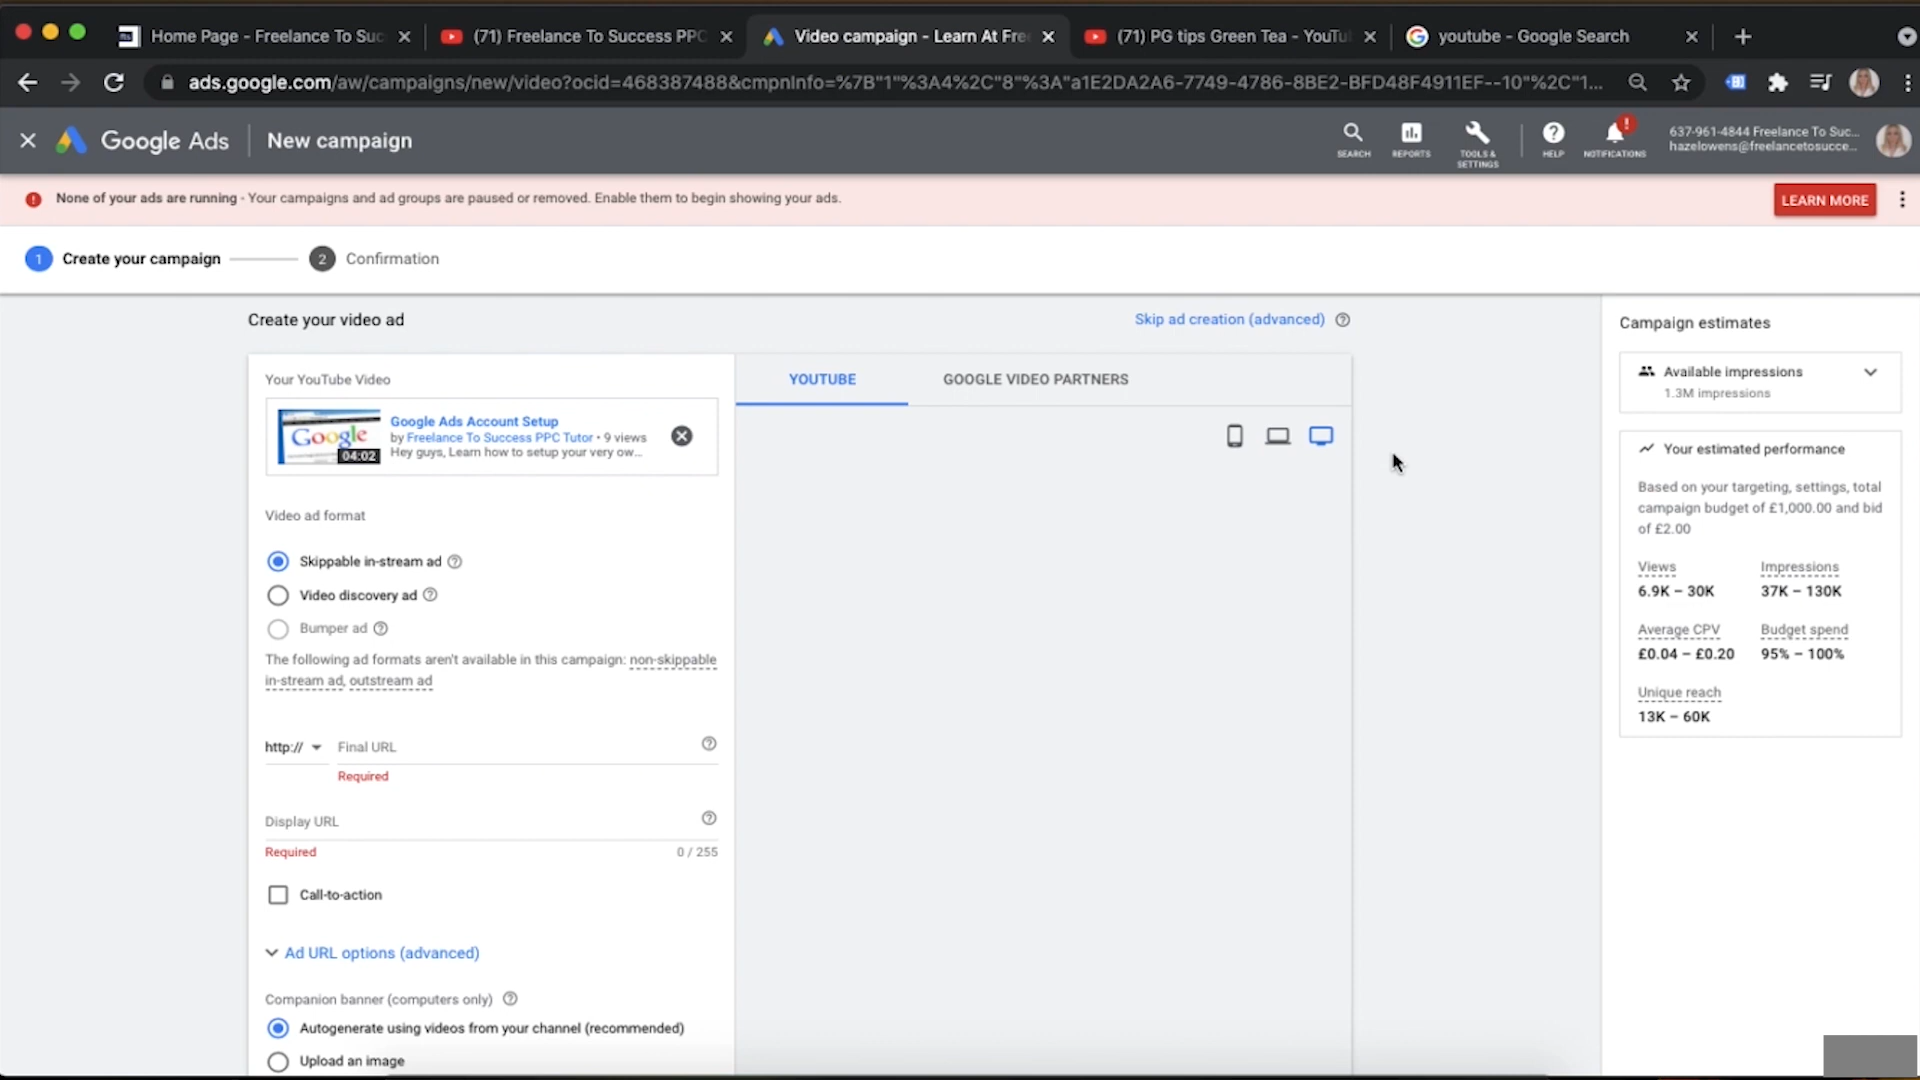 Home Page - Freelance To Suc
(71) Freelance To Success PPC
Video campaign - Learn At Fre
(71) PG tips Green Tea - YouTu
youtube - Google Search
ads.google.com/aw/campaigns/new/video?ocid=468387488&cmpnInfo=%7B"1"%3A4%2C"8"%3A"a1E2DA2A6-7749-4786-8BE2-BFD48F4911EF--10"%2C"1...
Google Ads
New campaign
SEARCH
REPORTS
TOOLS & SETTINGS
HELP
NOTIFICATIONS
637-961-4844 Freelance To Suc...
hazelowens@freelancetosucce...
None of your ads are running - Your campaigns and ad groups are paused or removed. Enable them to begin showing your ads.
LEARN MORE
1 Create your campaign
2 Confirmation
Create your video ad
Skip ad creation (advanced)
Your YouTube Video
Google
04:02
Google Ads Account Setup
by Freelance To Success PPC Tutor • 9 views
Hey guys, Learn how to setup your very ow...
Video ad format
Skippable in-stream ad
Video discovery ad
Bumper ad
The following ad formats aren't available in this campaign: non-skippable
in-stream ad, outstream ad
http://
Final URL
Required
Display URL
Required
0 / 255
Call-to-action
Ad URL options (advanced)
Companion banner (computers only)
Autogenerate using videos from your channel (recommended)
Upload an image
YOUTUBE
GOOGLE VIDEO PARTNERS
Campaign estimates
Available impressions
1.3M impressions
Your estimated performance
Based on your targeting, settings, total
campaign budget of £1,000.00 and bid
of £2.00
Views
6.9K – 30K
Impressions
37K – 130K
Average CPV
£0.04 – £0.20
Budget spend
95% – 100%
Unique reach
13K – 60K